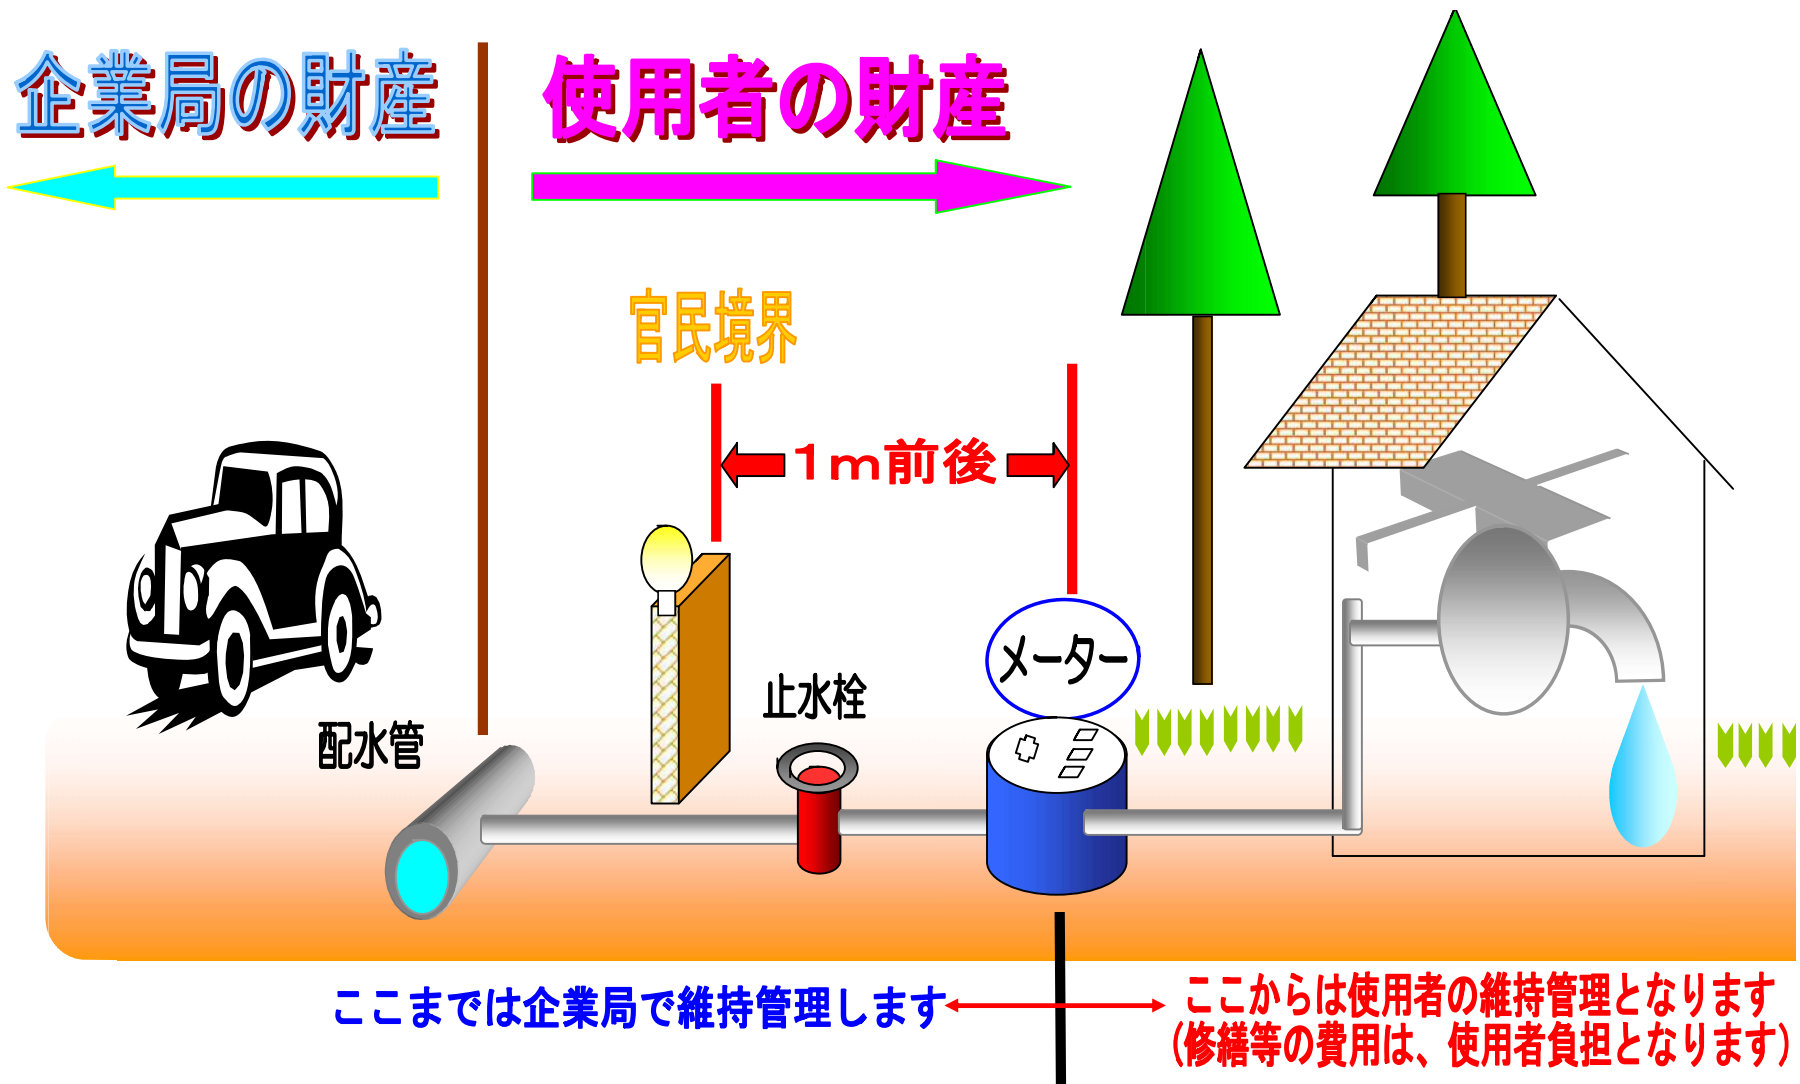 企業局の財産
使用者の財産
官民境界
1m前後
メーター
止水栓
配水管
ここまでは企業局で維持管理します
ここからは使用者の維持管理となります
(修繕等の費用は、使用者負担となります)